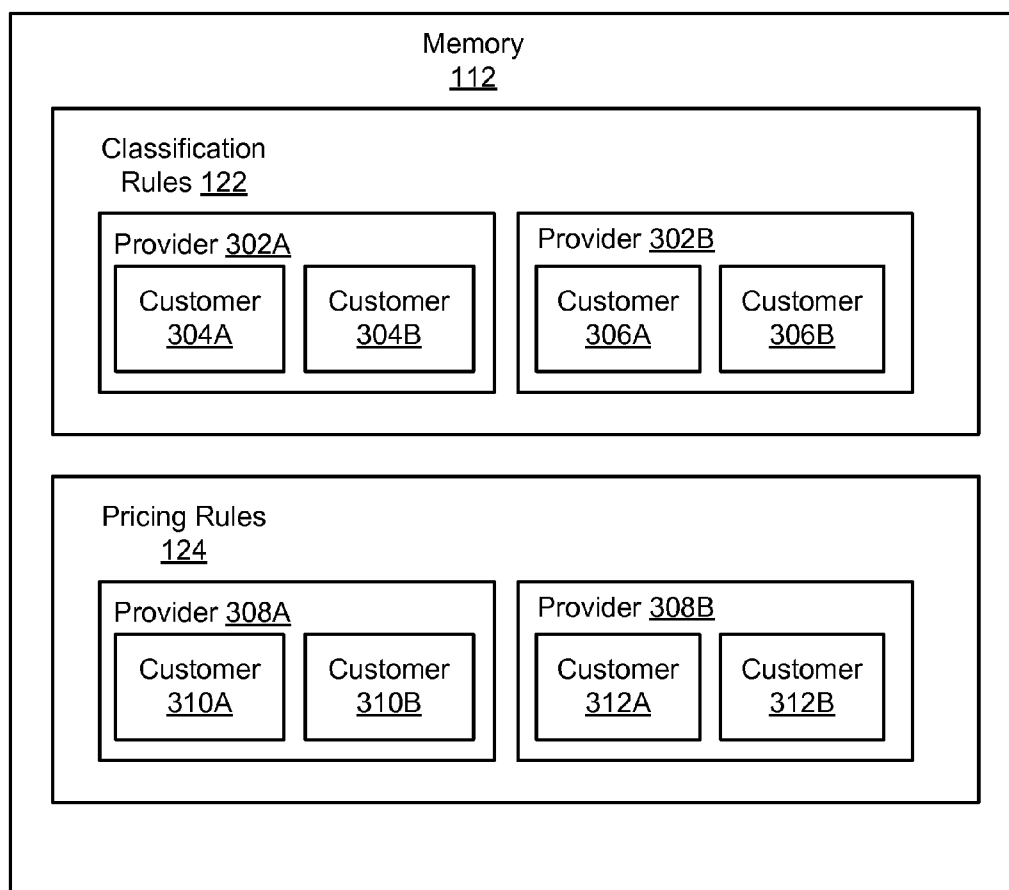 Memory
112
Classification
Rules 122
Provider 302A
Provider 302B
Customer
304A
Customer
304B
Customer
306A
Customer
306B
Pricing Rules
124
Provider 308A
Provider 308B
Customer
310A
Customer
310B
Customer
312A
Customer
312B